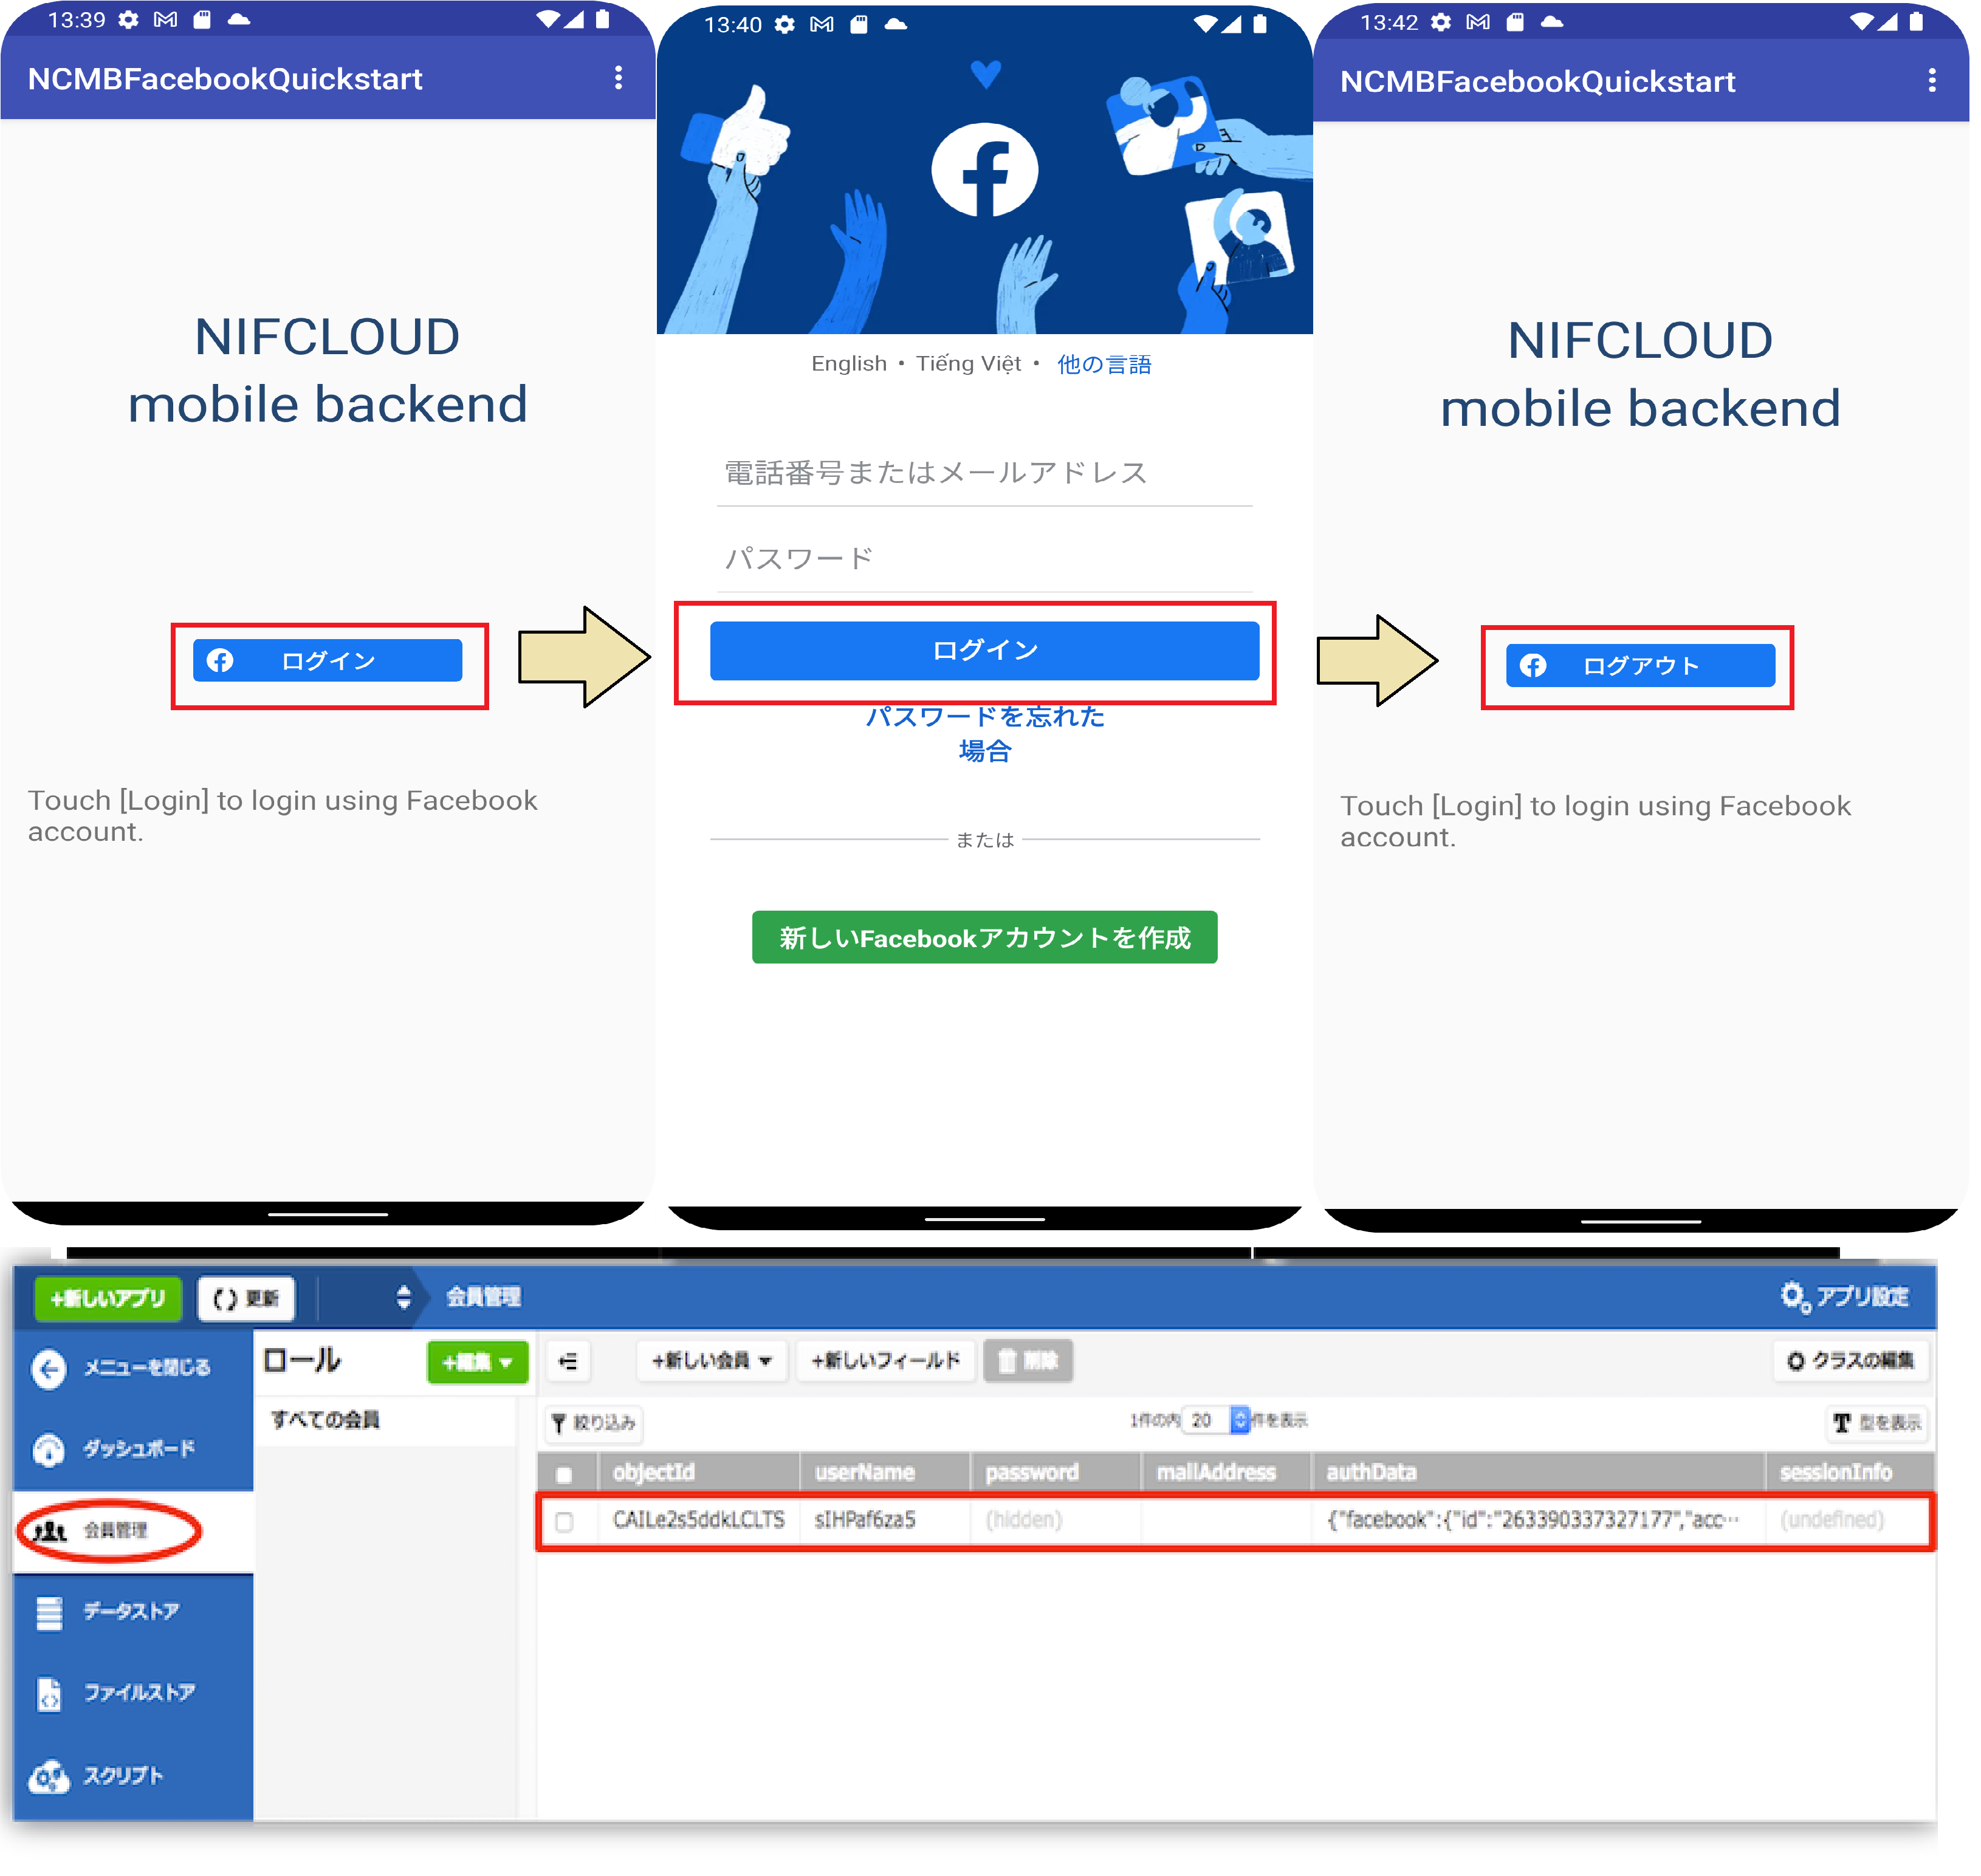 13:39
NCMBFacebookQuickstart
NIFCLOUD
mobile backend
ログイン
Touch [Login] to login using Facebook
account.
13:40
English • Tiếng Việt • 他の言語
電話番号またはメールアドレス
パスワード
ログイン
パスワードを忘れた
場合
または
新しいFacebookアカウントを作成
13:42
NCMBFacebookQuickstart
NIFCLOUD
mobile backend
ログアウト
Touch [Login] to login using Facebook
account.
+新しいアプリ 更新 会員管理 アプリ設定
メニューを閉じる
ダッシュボード
会員管理
データストア
ファイルストア
スクリプト
ロール +編集
すべての会員
+新しい会員 +新しいフィールド 削除 クラスの編集
絞り込み 1件の内 20 件を表示 型を表示
objectId userName password mailAddress authData sessionInfo
CAILe2s5ddkLCLTS sIHPaf6za5 (hidden) {"facebook":{"id":"263390337327177","acc… (undefined)